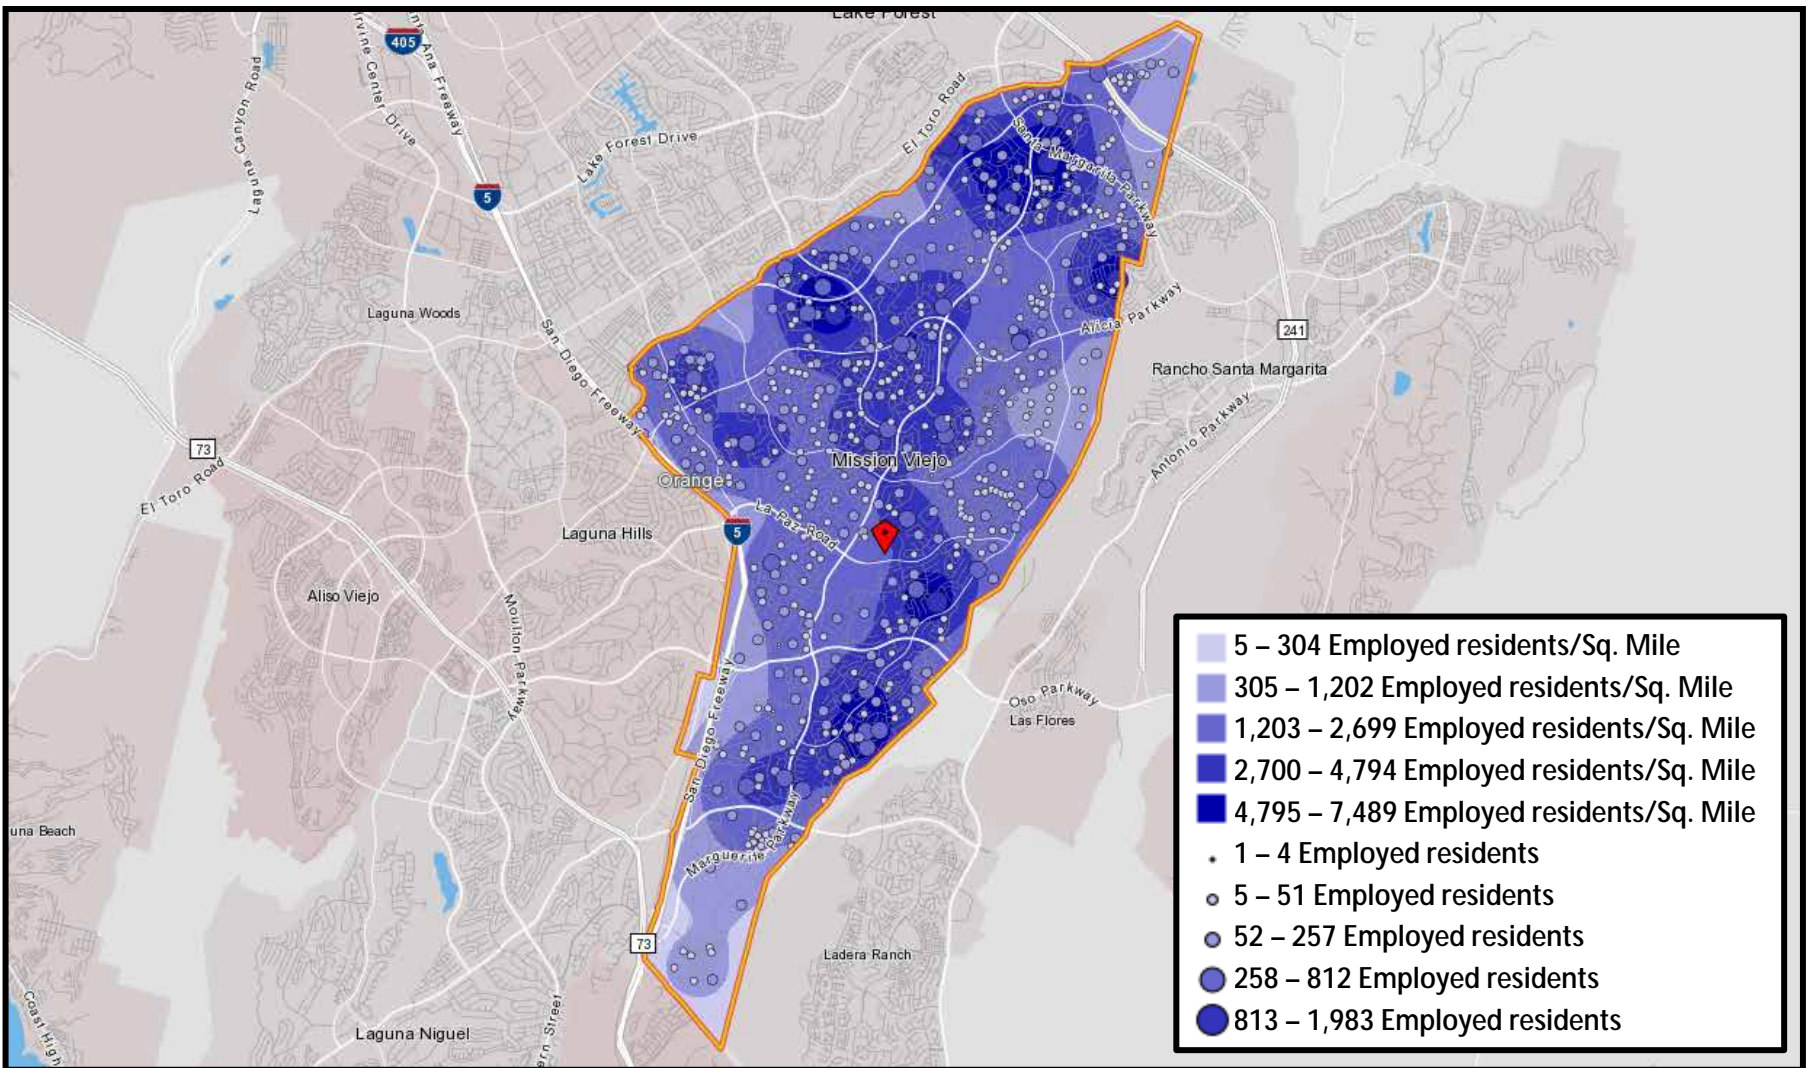 Lake Forest
405
Irvine Center Drive
Ana Freeway
Laguna Canyon Road
El Toro Road
Lake Forest Drive
Santa Margarita Parkway
5
Laguna Woods
San Diego Freeway
Alicia Parkway
241
Rancho Santa Margarita
Antonio Parkway
73
El Toro Road
Mission Viejo
Orange
La Paz Road
Laguna Hills
5
Aliso Viejo
Moulton Parkway
San Diego Freeway
Oso Parkway
Las Flores
una Beach
Marguerite Parkway
73
Ladera Ranch
Coast High
Laguna Niguel
ern Street
5 – 304 Employed residents/Sq. Mile
305 – 1,202 Employed residents/Sq. Mile
1,203 – 2,699 Employed residents/Sq. Mile
2,700 – 4,794 Employed residents/Sq. Mile
4,795 – 7,489 Employed residents/Sq. Mile
1 – 4 Employed residents
5 – 51 Employed residents
52 – 257 Employed residents
258 – 812 Employed residents
813 – 1,983 Employed residents